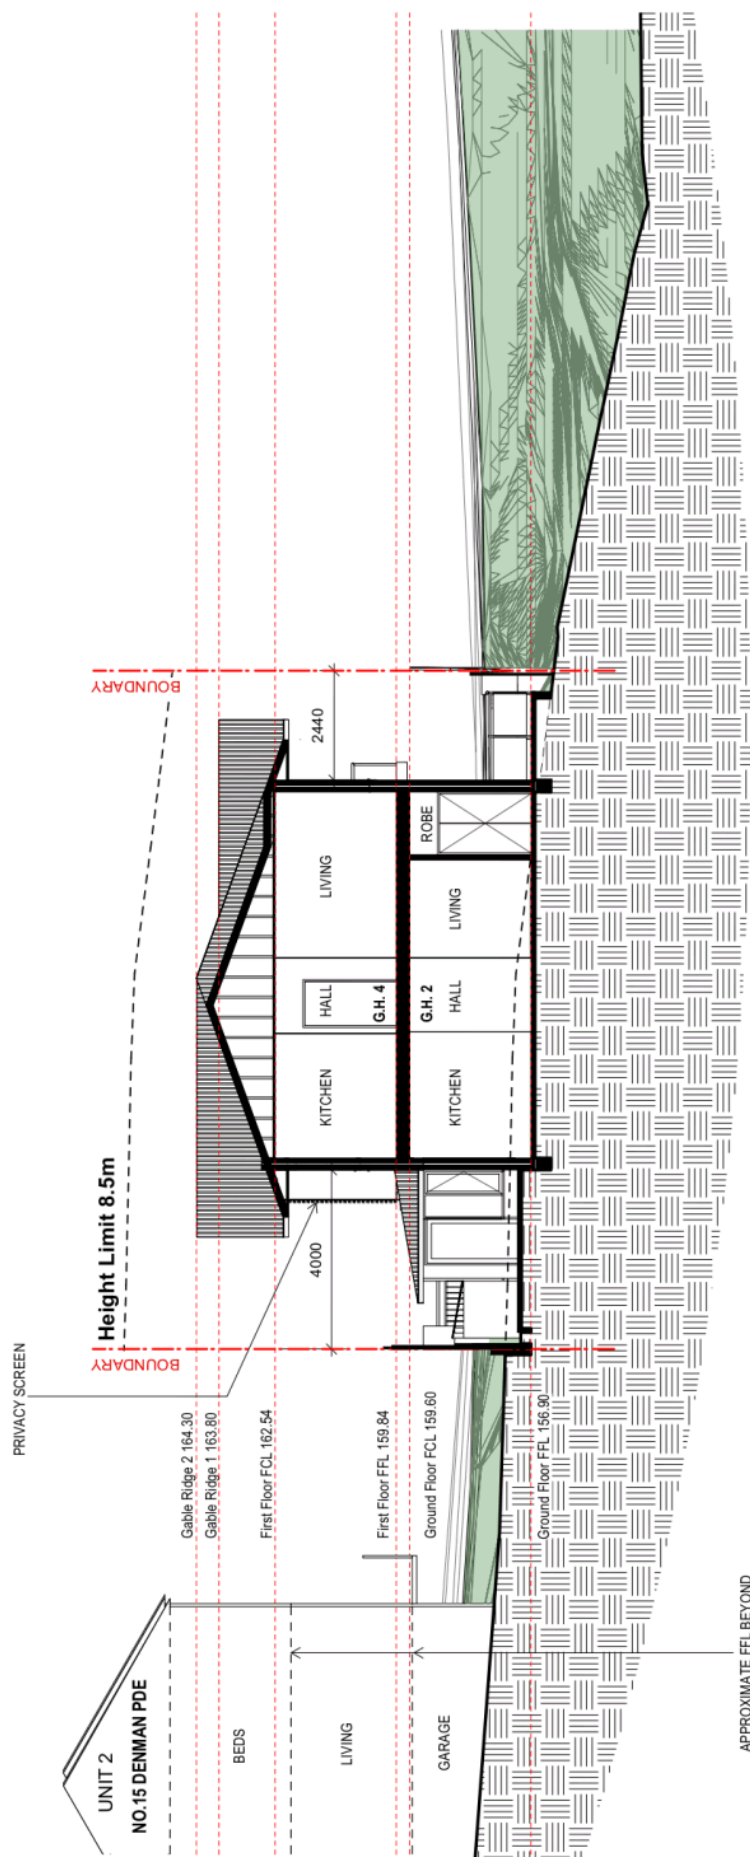 PRIVACY SCREEN
Height Limit 8.5m
BOUNDARY
BOUNDARY
Gable Ridge 2 164.30
Gable Ridge 1 163.80
First Floor FCL 162.54
First Floor FFL 159.84
Ground Floor FCL 159.60
Ground Floor FFL 156.90
UNIT 2
NO.15 DENMAN PDE
BEDS
LIVING
GARAGE
4000
2440
KITCHEN
HALL
G.H. 4
LIVING
KITCHEN
HALL
G.H. 2
LIVING
ROBE
APPROXIMATE FFL BEYOND